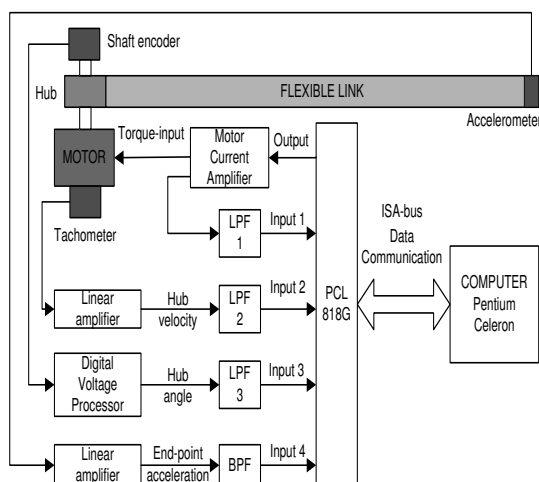 Shaft encoder
Hub
FLEXIBLE LINK
Accelerometer
Torque-input
MOTOR
Motor
Current
Amplifier
Output
Tachometer
LPF
1
Input 1
ISA-bus
Data
Communication
Linear
amplifier
Hub
velocity
LPF
2
Input 2
PCL
818G
COMPUTER
Pentium
Celeron
Digital
Voltage
Processor
Hub
angle
LPF
3
Input 3
Linear
amplifier
End-point
acceleration
BPF
Input 4